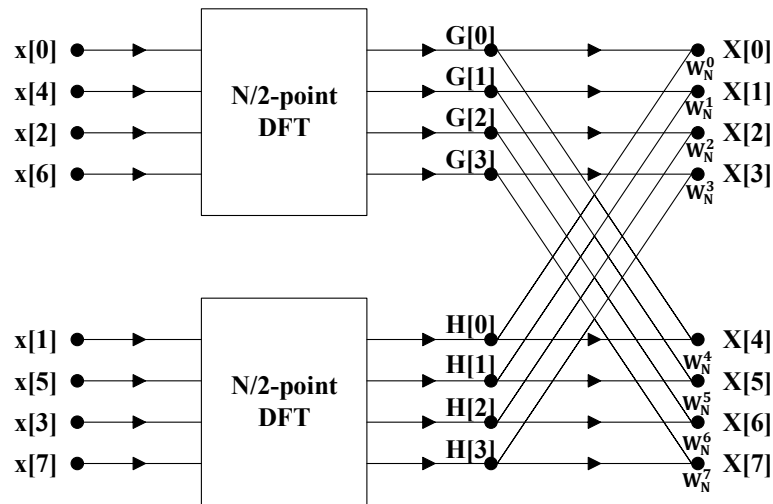 x[0] G[0] X[0]
W_N^0
x[4] G[1] X[1]
W_N^1
x[2] G[2] X[2]
W_N^2
x[6] G[3] X[3]
W_N^3
N/2-point
DFT
x[1] H[0] X[4]
W_N^4
x[5] H[1] X[5]
W_N^5
x[3] H[2] X[6]
W_N^6
x[7] H[3] X[7]
W_N^7
N/2-point
DFT